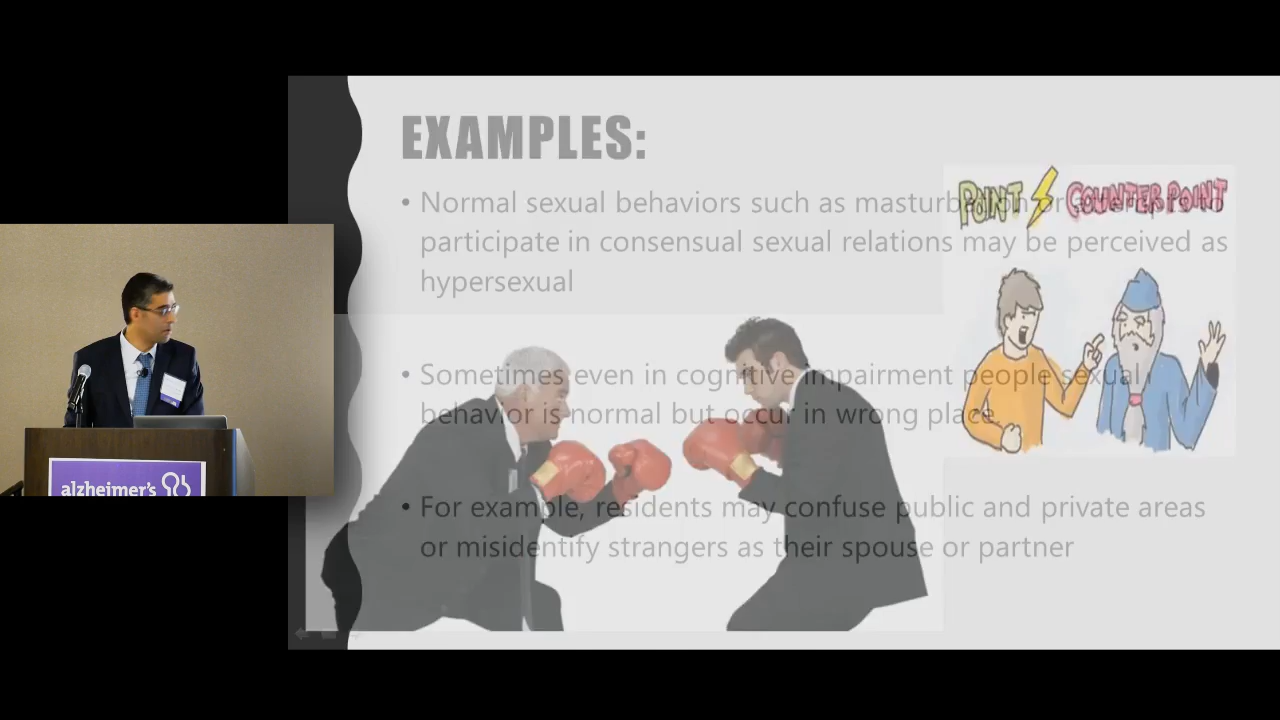 EXAMPLES:
• Normal sexual behaviors such as
participate in consensual sexual relations may be perceived as
hypersexual
POINT COUNTER POINT
• Sometimes even in cognitive impairment people sexual
behavior is normal but occur in wrong place.
• For example, residents may confuse public and private areas
or misidentify strangers as their spouse or partner
alzheimer's